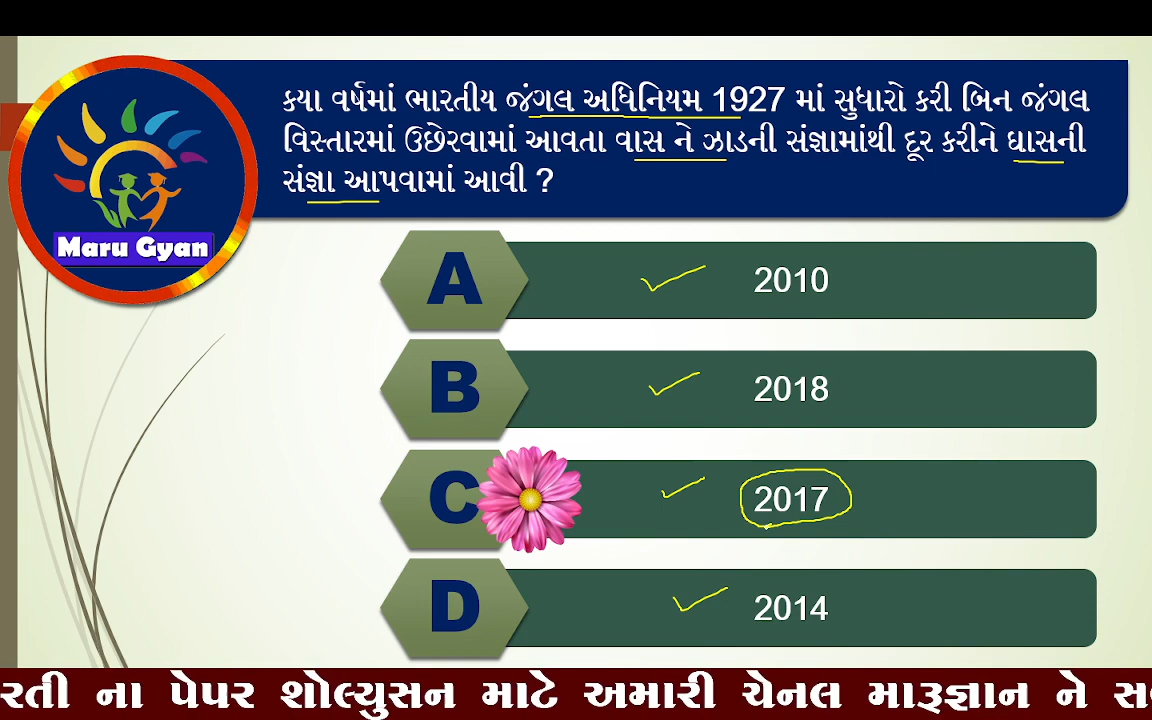 ક્યા વર્ષમાં ભારતીય જંગલ અધિનિયમ 1927 માં સુધારો કરી બિન જંગલ
વિસ્તારમાં ઉછેરવામાં આવતા વાસ ને ઝાડની સંજ્ઞામાંથી દૂર કરીને ઘાસની
સંજ્ઞા આપવામાં આવી ?
Maru Gyan
A 2010
B 2018
C 2017
D 2014
રતી ના પેપર શોલ્યુસન માટે અમારી ચેનલ મારૂજ્ઞાન ને સ